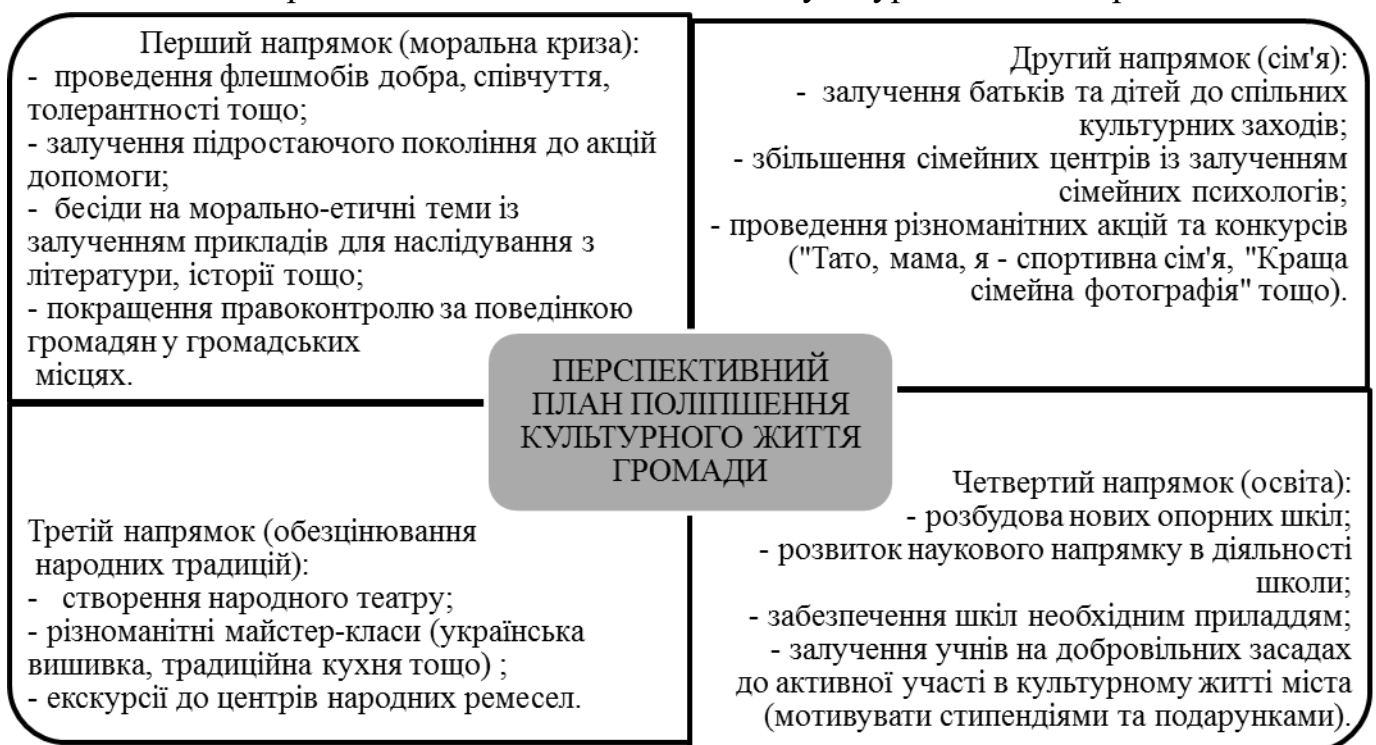 Перший напрямок (моральна криза):
- проведення флешмобів добра, співчуття,
толерантності тощо;
- залучення підростаючого покоління до акцій
допомоги;
- бесіди на морально-етичні теми із
залученням прикладів для наслідування з
літератури, історії тощо;
- покращення правоконтролю за поведінкою
громадян у громадських
місцях.
Другий напрямок (сім'я):
- залучення батьків та дітей до спільних
культурних заходів;
- збільшення сімейних центрів із залученням
сімейних психологів;
- проведення різноманітних акцій та конкурсів
("Тато, мама, я - спортивна сім'я, "Краща
сімейна фотографія" тощо).
ПЕРСПЕКТИВНИЙ
ПЛАН ПОЛІПШЕННЯ
КУЛЬТУРНОГО ЖИТТЯ
ГРОМАДИ
Третій напрямок (обезцінювання
народних традицій):
- створення народного театру;
- різноманітні майстер-класи (українська
вишивка, традиційна кухня тощо) ;
- екскурсії до центрів народних ремесел.
Четвертий напрямок (освіта):
- розбудова нових опорних шкіл;
- розвиток наукового напрямку в діяльності
школи;
- забезпечення шкіл необхідним приладдям;
- залучення учнів на добровільних засадах
до активної участі в культурному житті міста
(мотивувати стипендіями та подарунками).